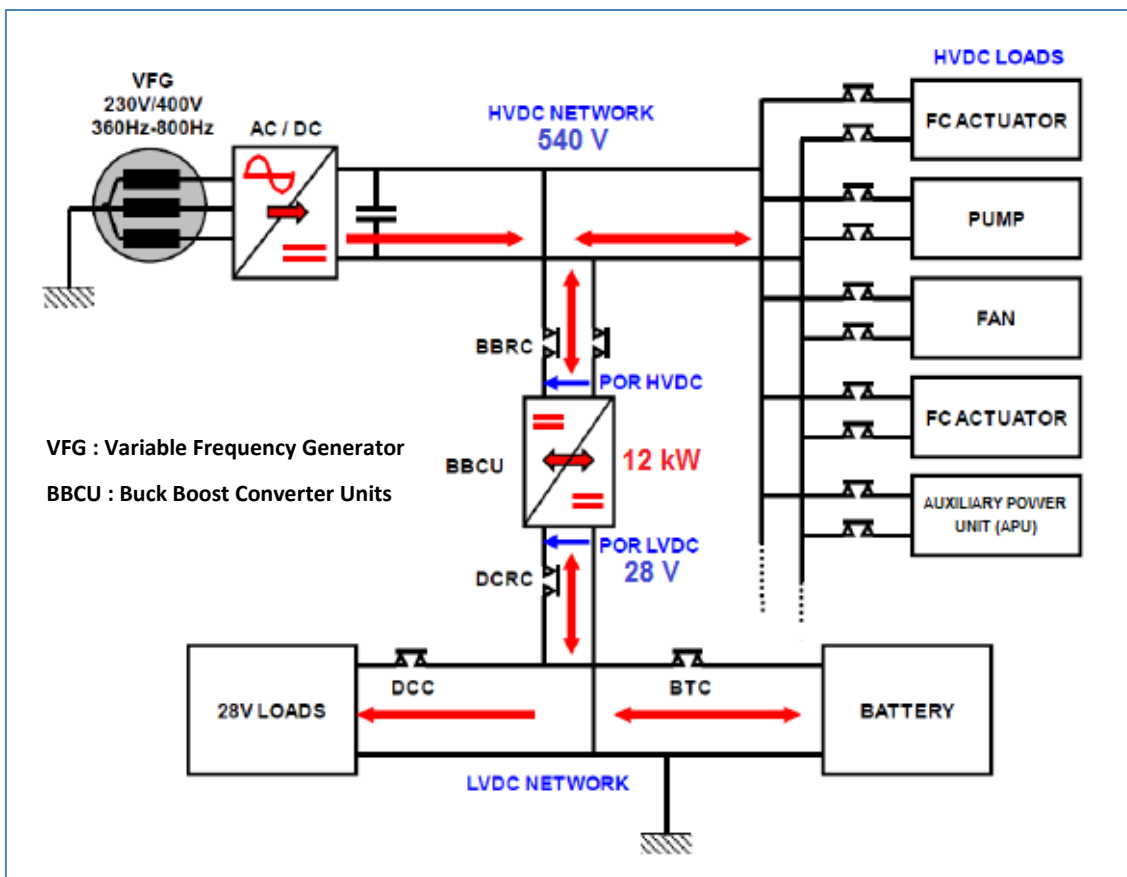 VFG
230V/400V
360Hz-800Hz
AC / DC
HVDC NETWORK
540 V
HVDC LOADS
FC ACTUATOR
PUMP
FAN
FC ACTUATOR
AUXILIARY POWER
UNIT (APU)
BBRC
POR HVDC
VFG : Variable Frequency Generator
BBCU : Buck Boost Converter Units
BBCU
12 kW
POR LVDC
28 V
DCRC
28V LOADS
DCC
BTC
BATTERY
LVDC NETWORK